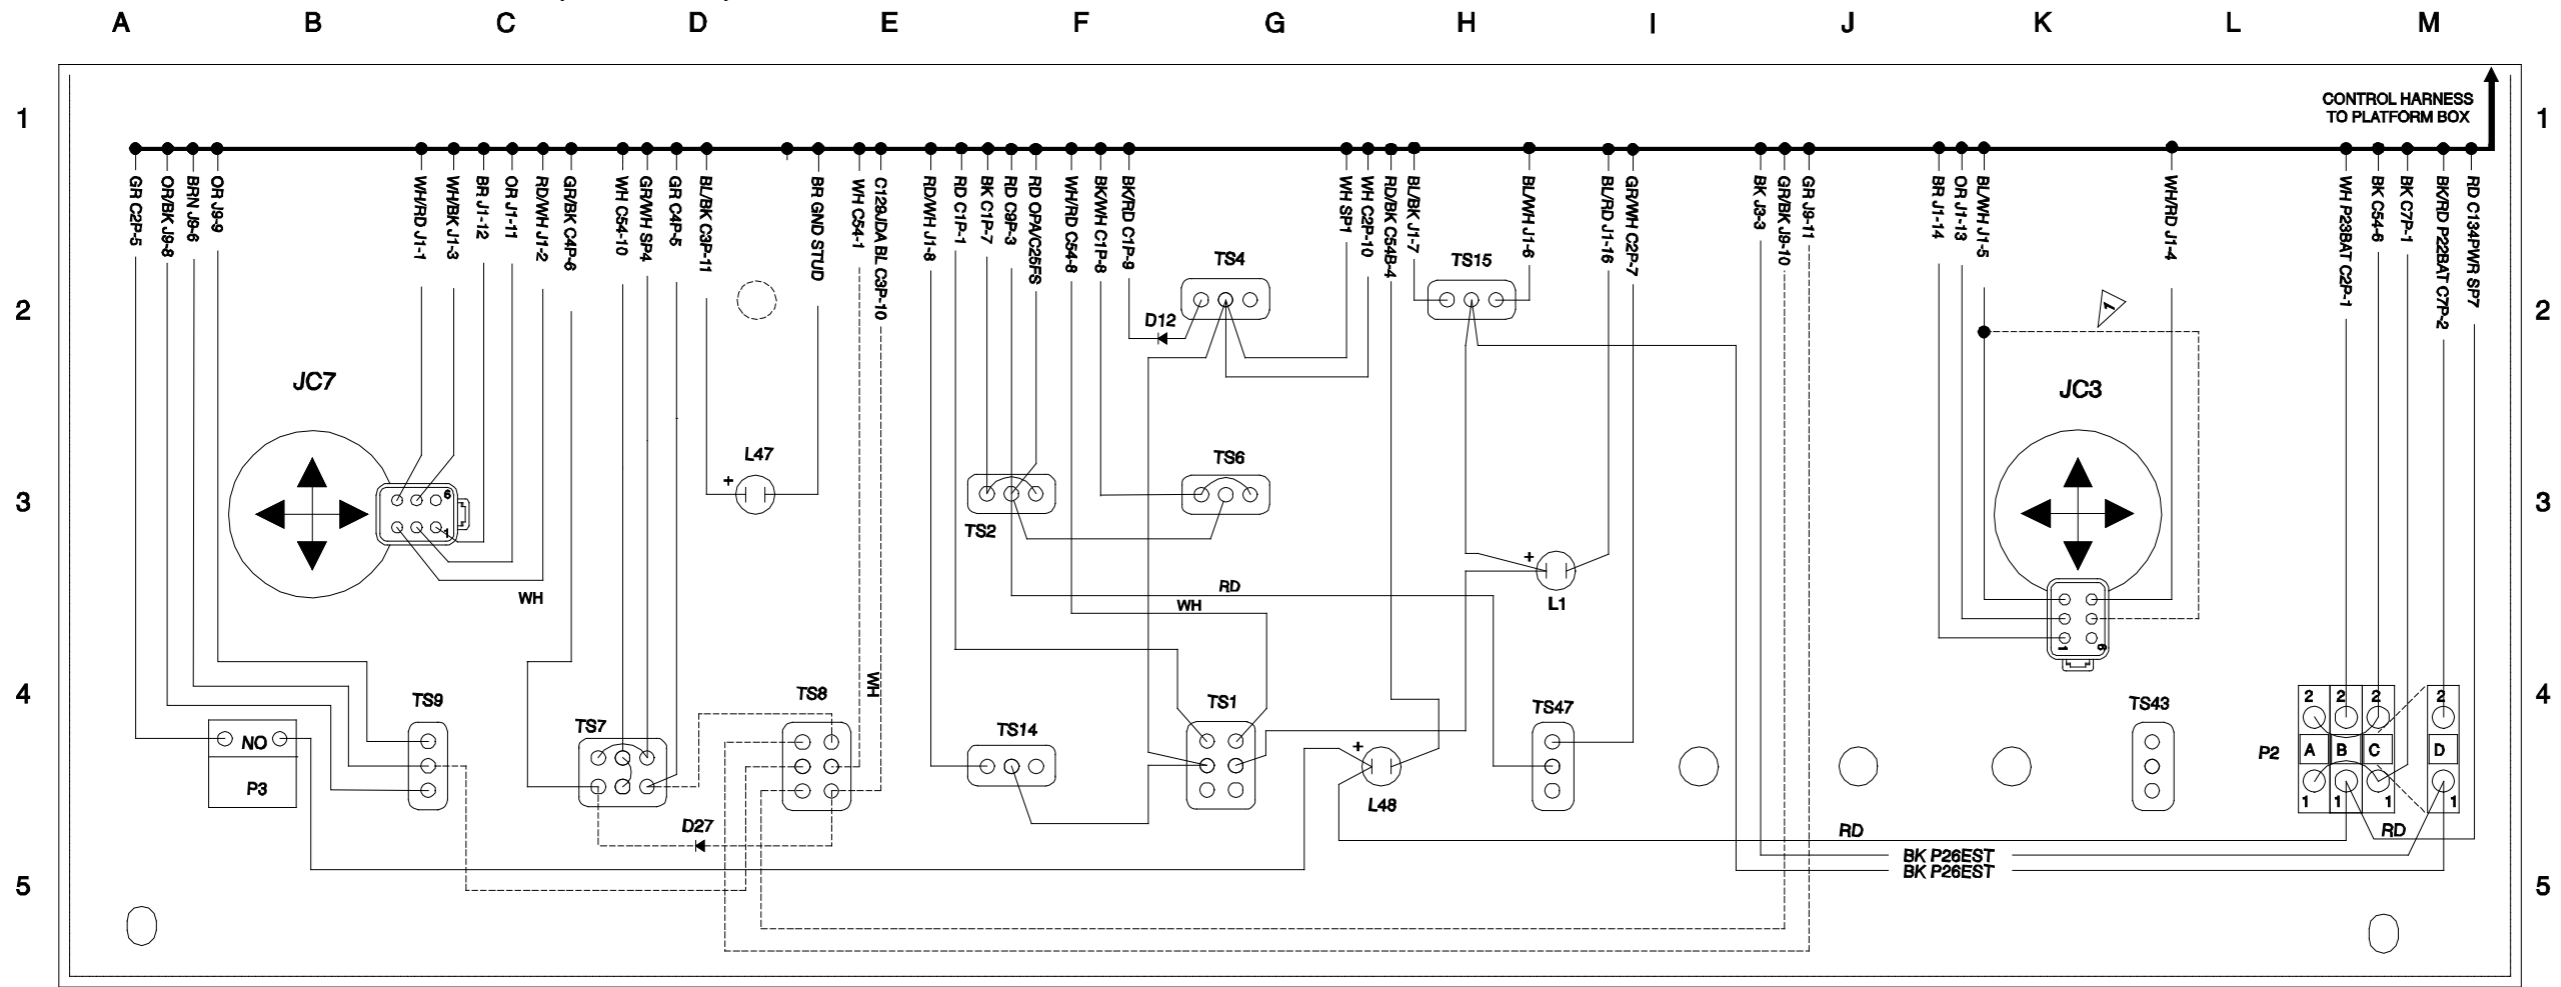 A B C D E F G H I J K L M
1
CONTROL HARNESS
TO PLATFORM BOX
1
GR C2P-5
OR/BK J9-8
BRN J9-6
OR J9-9
WH/RD J1-1
WH/BK J1-3
BR J1-12
OR J1-11
RD/WH J1-2
GR/BK C4P-6
WH C54-10
GR/WH SP4
GR C4P-5
BL/BK C3P-11
BR GND STUD
WH C54-1
C129JDA BL C3P-10
RD/WH J1-8
RD C1P-1
BK C1P-7
RD C9P-3
RD OPA/C25FS
WH/RD C54-8
BK/WH C1P-8
BK/RD C1P-9
WH SP1
WH C2P-10
RD/BK C54B-4
BL/BK J1-7
BL/WH J1-6
BL/RD J1-16
GR/WH C2P-7
BK J3-3
GR/BK J9-10
GR J9-11
BR J1-14
OR J1-13
BL/WH J1-5
WH/RD J1-4
WH P23BAT C2P-1
BK C54-6
BK C7P-1
BK/RD P22BAT C7P-2
RD C134PWR SP7
2
TS4
TS15
D12
1
2
JC7
JC3
3
L47
+
TS6
TS2
6
1
3
+
L1
WH
RD
WH
1
6
4
TS9
TS7
TS8
WH
TS14
TS1
TS47
TS43
4
NO
P3
+
L48
P2
2 2 2 2
A B C D
1 1 1 1
D27
RD
RD
BK P26EST
BK P26EST
5
5